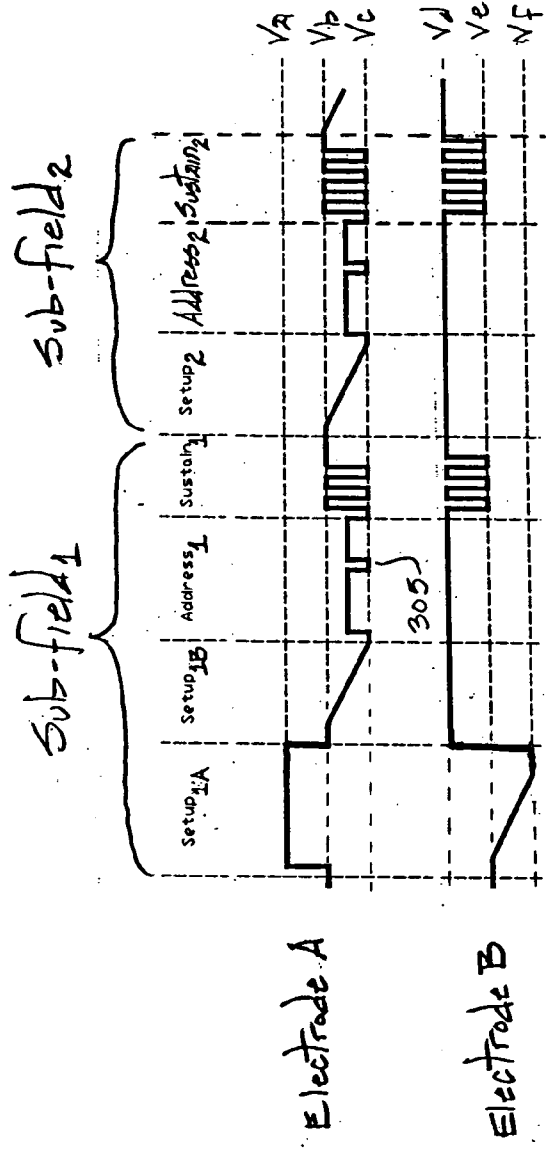 Sub-field1 Sub-field2
Setup1A Setup1B Address1 Sustain1 Setup2 Address2 Sustain2
Electrode A
Va
Vb
Vc
305
Electrode B
Vd
Ve
Vf